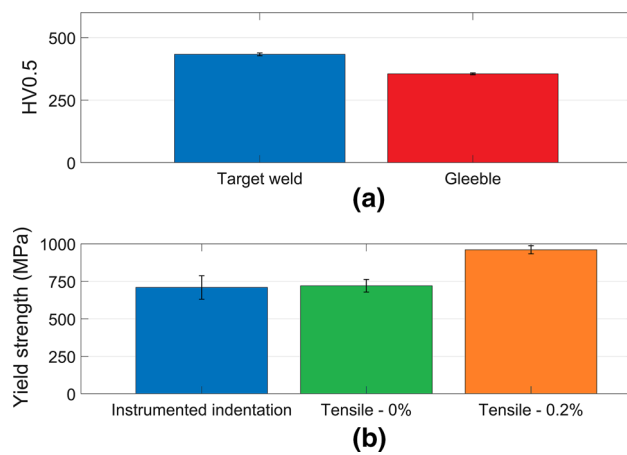 HV0.5
500
250
0
Target weld
Gleeble
(a)
Yield strength (MPa)
1000
750
500
250
0
Instrumented indentation
Tensile - 0%
Tensile - 0.2%
(b)